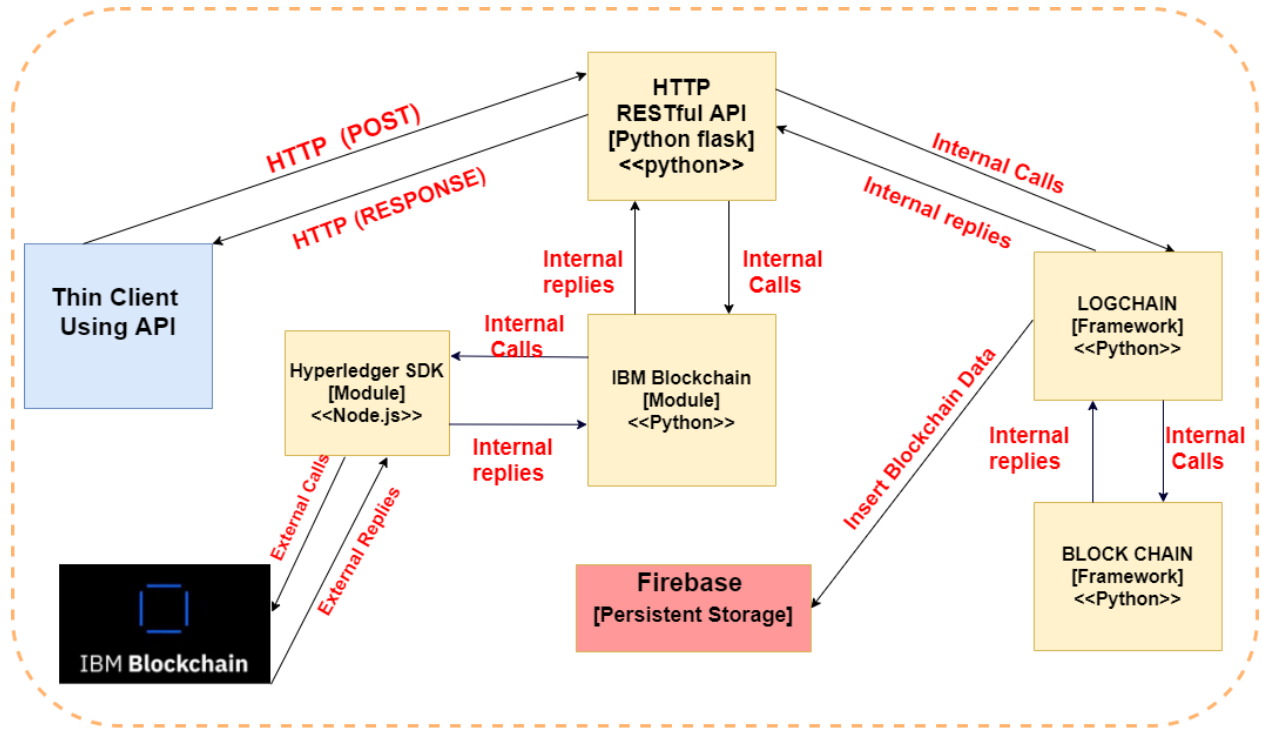 HTTP
RESTful API
[Python flask]
<<python>>
HTTP  (POST)
HTTP (RESPONSE)
Internal Calls
Internal replies
Thin Client
Using API
Internal
replies
Internal
Calls
LOGCHAIN
[Framework]
<<Python>>
Internal
Calls
Hyperledger SDK
[Module]
<<Node.js>>
IBM Blockchain
[Module]
<<Python>>
Internal
replies
Insert Blockchain Data
Internal
replies
Internal
Calls
External Calls
External Replies
IBM Blockchain
Firebase
[Persistent Storage]
BLOCK CHAIN
[Framework]
<<Python>>